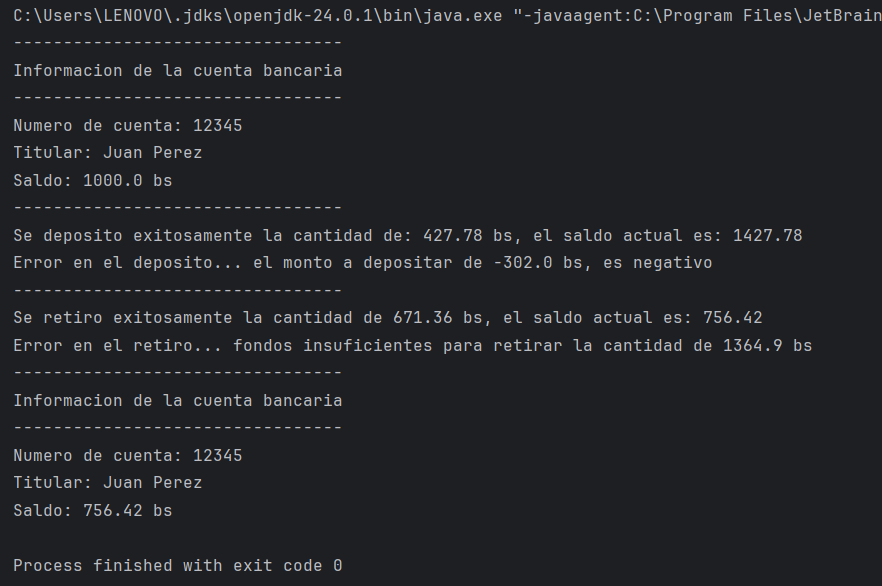 C:\Users\LENOVO\.jdks\openjdk-24.0.1\bin\java.exe "-javaagent:C:\Program Files\JetBrain
---------------------------------
Informacion de la cuenta bancaria
---------------------------------
Numero de cuenta: 12345
Titular: Juan Perez
Saldo: 1000.0 bs
---------------------------------
Se deposito exitosamente la cantidad de: 427.78 bs, el saldo actual es: 1427.78
Error en el deposito... el monto a depositar de -302.0 bs, es negativo
---------------------------------
Se retiro exitosamente la cantidad de 671.36 bs, el saldo actual es: 756.42
Error en el retiro... fondos insuficientes para retirar la cantidad de 1364.9 bs
---------------------------------
Informacion de la cuenta bancaria
---------------------------------
Numero de cuenta: 12345
Titular: Juan Perez
Saldo: 756.42 bs
Process finished with exit code 0